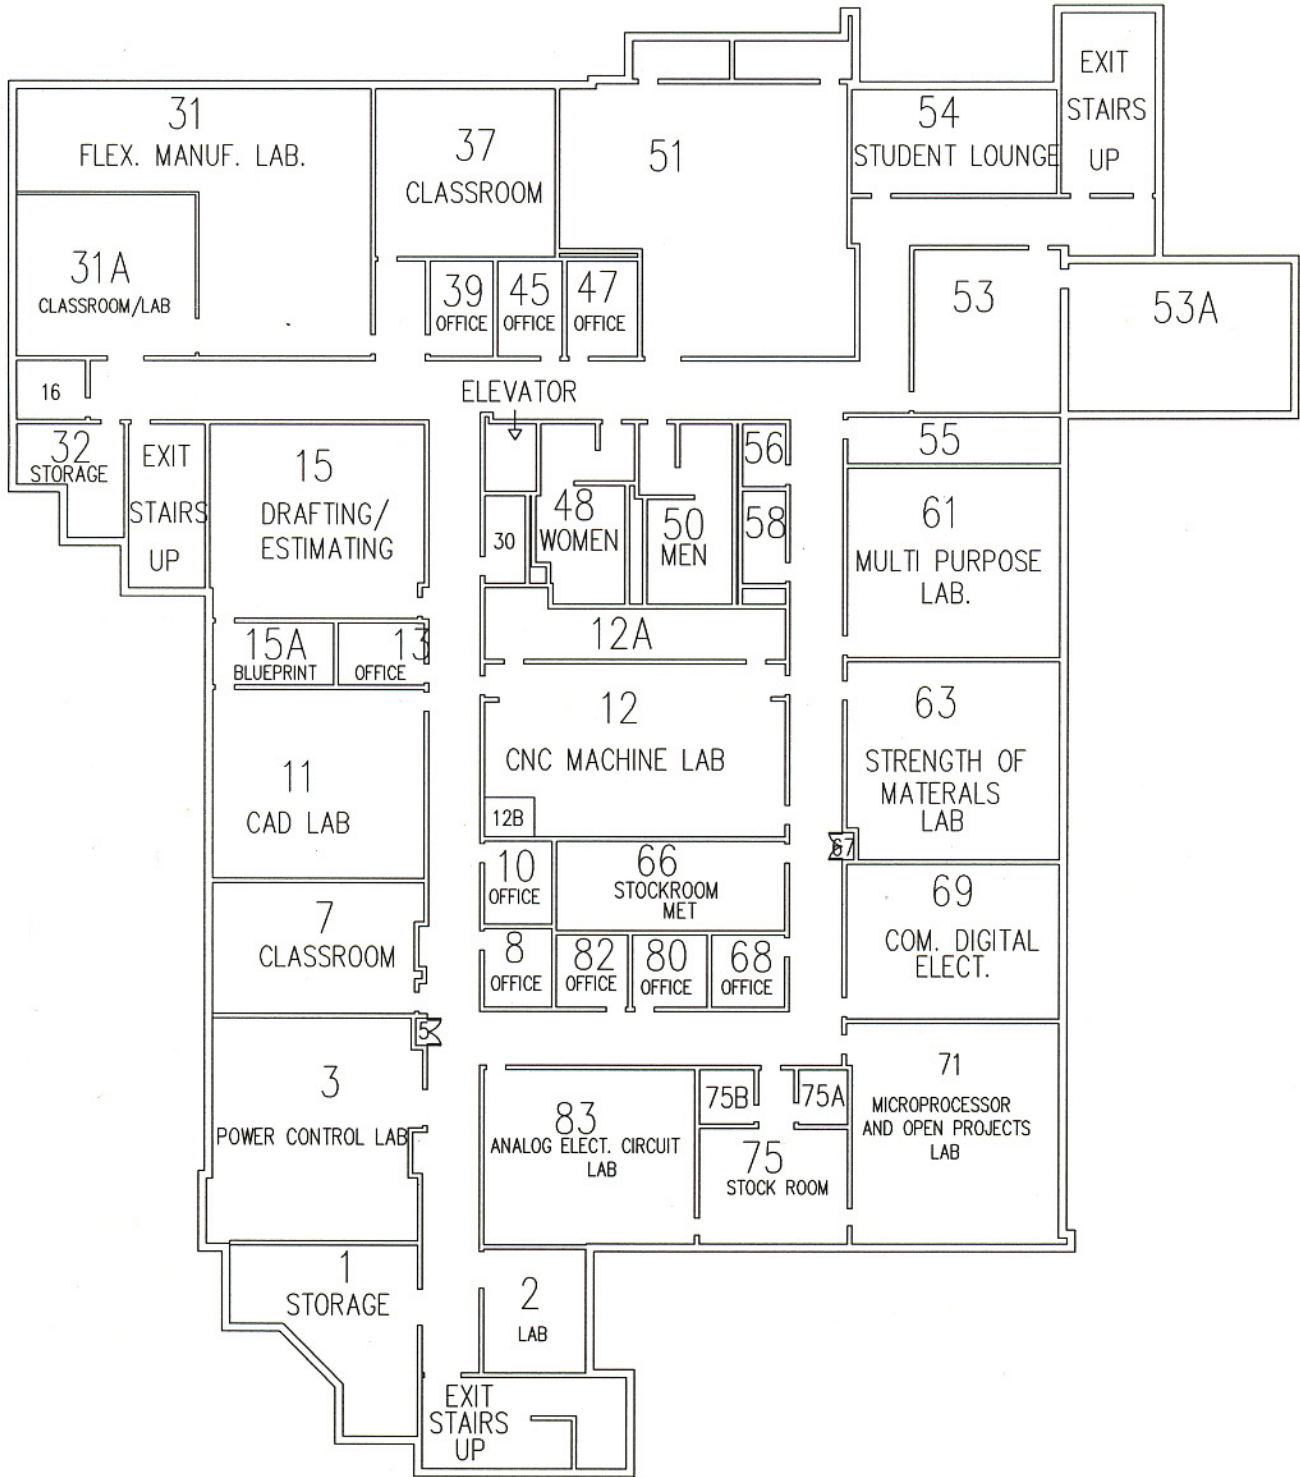 31
FLEX. MANUF. LAB.
37
CLASSROOM
51
54
STUDENT LOUNGE
EXIT
STAIRS
UP
31A
CLASSROOM/LAB
39
OFFICE
45
OFFICE
47
OFFICE
53
53A
16
ELEVATOR
32
STORAGE
EXIT
STAIRS
UP
15
DRAFTING/
ESTIMATING
30
48
WOMEN
50
MEN
56
58
55
61
MULTI PURPOSE
LAB.
15A
BLUEPRINT
13
OFFICE
12A
11
CAD LAB
12
CNC MACHINE LAB
12B
63
STRENGTH OF
MATERALS
LAB
67
10
OFFICE
66
STOCKROOM
MET
7
CLASSROOM
8
OFFICE
82
OFFICE
80
OFFICE
68
OFFICE
69
COM. DIGITAL
ELECT.
5
3
POWER CONTROL LAB
83
ANALOG ELECT. CIRCUIT
LAB
75B
75A
75
STOCK ROOM
71
MICROPROCESSOR
AND OPEN PROJECTS
LAB
1
STORAGE
2
LAB
EXIT
STAIRS
UP